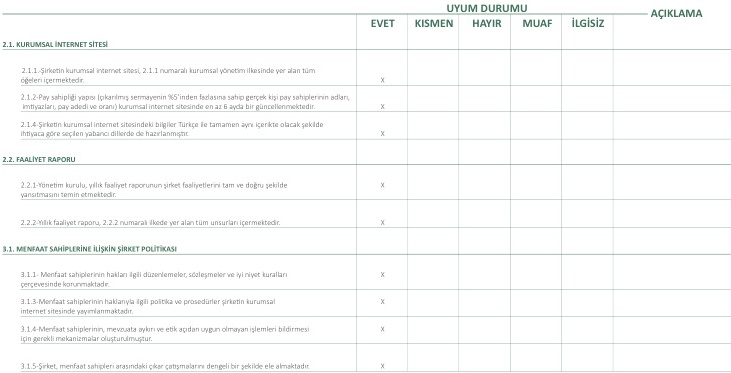 UYUM DURUMU
AÇIKLAMA
EVET KISMEN HAYIR MUAF İLGİSİZ
2.1. KURUMSAL İNTERNET SİTESİ
2.1.1.-Şirketin kurumsal internet sitesi, 2.1.1 numaralı kurumsal yönetim ilkesinde yer alan tüm
öğeleri içermektedir. X
2.1.2-Pay sahipliği yapısı (çıkarılmış sermayenin %5'inden fazlasına sahip gerçek kişi pay sahiplerinin adları,
imtiyazları, pay adedi ve oranı) kurumsal internet sitesinde en az 6 ayda bir güncellenmektedir. X
2.1.4-Şirketin kurumsal internet sitesindeki bilgiler Türkçe ile tamamen aynı içerikte olacak şekilde
ihtiyaca göre seçilen yabancı dillerde de hazırlanmıştır. X
2.2. FAALİYET RAPORU
2.2.1-Yönetim kurulu, yıllık faaliyet raporunun şirket faaliyetlerini tam ve doğru şekilde X
yansıtmasını temin etmektedir.
2.2.2-Yıllık faaliyet raporu, 2.2.2 numaralı ilkede yer alan tüm unsurları içermektedir. X
3.1. MENFAAT SAHİPLERİNE İLİŞKİN ŞİRKET POLİTİKASI
3.1.1- Menfaat sahiplerinin hakları ilgili düzenlemeler, sözleşmeler ve iyi niyet kuralları X
çerçevesinde korunmaktadır.
3.1.3-Menfaat sahiplerinin haklarıyla ilgili politika ve prosedürler şirketin kurumsal X
internet sitesinde yayımlanmaktadır.
3.1.4-Menfaat sahiplerinin, mevzuata aykırı ve etik açıdan uygun olmayan işlemleri bildirmesi X
için gerekli mekanizmalar oluşturulmuştur.
3.1.5-Şirket, menfaat sahipleri arasındaki çıkar çatışmalarını dengeli bir şekilde ele almaktadır. X